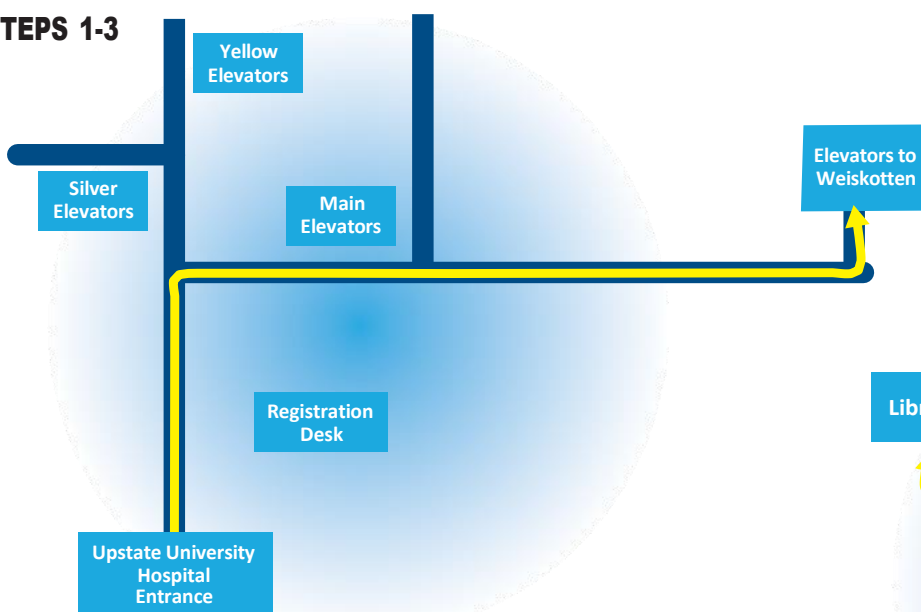 TEPS 1-3
Yellow
Elevators
Elevators to
Weiskotten
Silver
Elevators
Main
Elevators
Registration
Desk
Libr
Upstate University
Hospital
Entrance